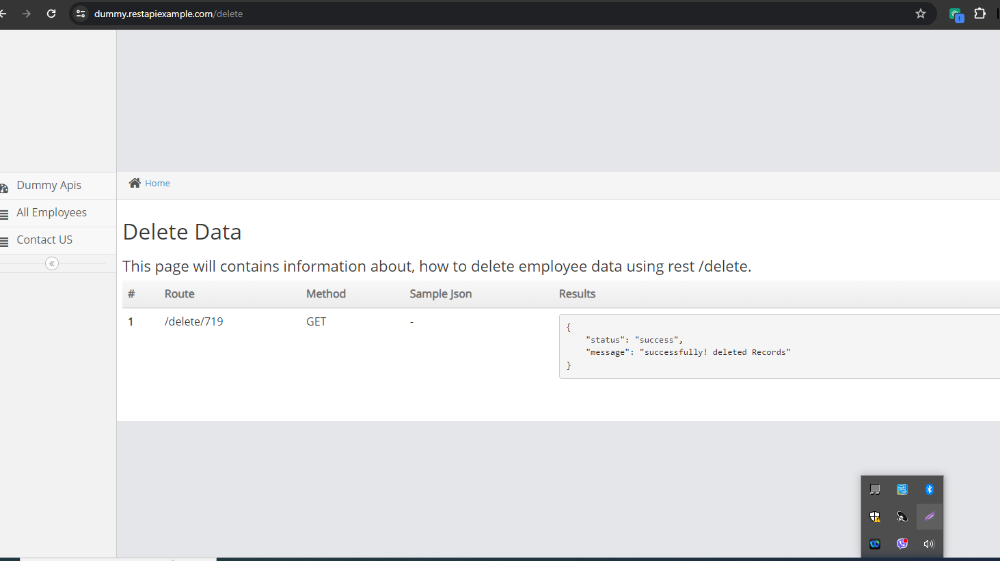 dummy.restapiexample.com/delete
Dummy Apis
All Employees
Contact US
Home
Delete Data
This page will contains information about, how to delete employee data using rest /delete.
# Route Method Sample Json Results
1 /delete/719 GET -
{
"status": "success",
"message": "successfully! deleted Records"
}